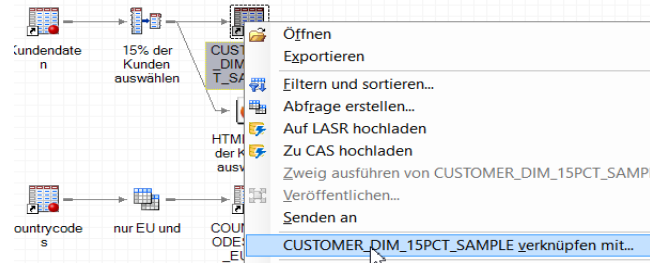 Kundendate
n
15% der
Kunden
auswählen
CUST
_DIM
T_SA
HTM
der K
ausw
ountrycode
s
nur EU und
COU
ODES
_EU
Öffnen
Exportieren
Filtern und sortieren...
Abfrage erstellen...
Auf LASR hochladen
Zu CAS hochladen
Zweig ausführen von CUSTOMER_DIM_15PCT_SAMP
Veröffentlichen...
Senden an
CUSTOMER_DIM_15PCT_SAMPLE verknüpfen mit...